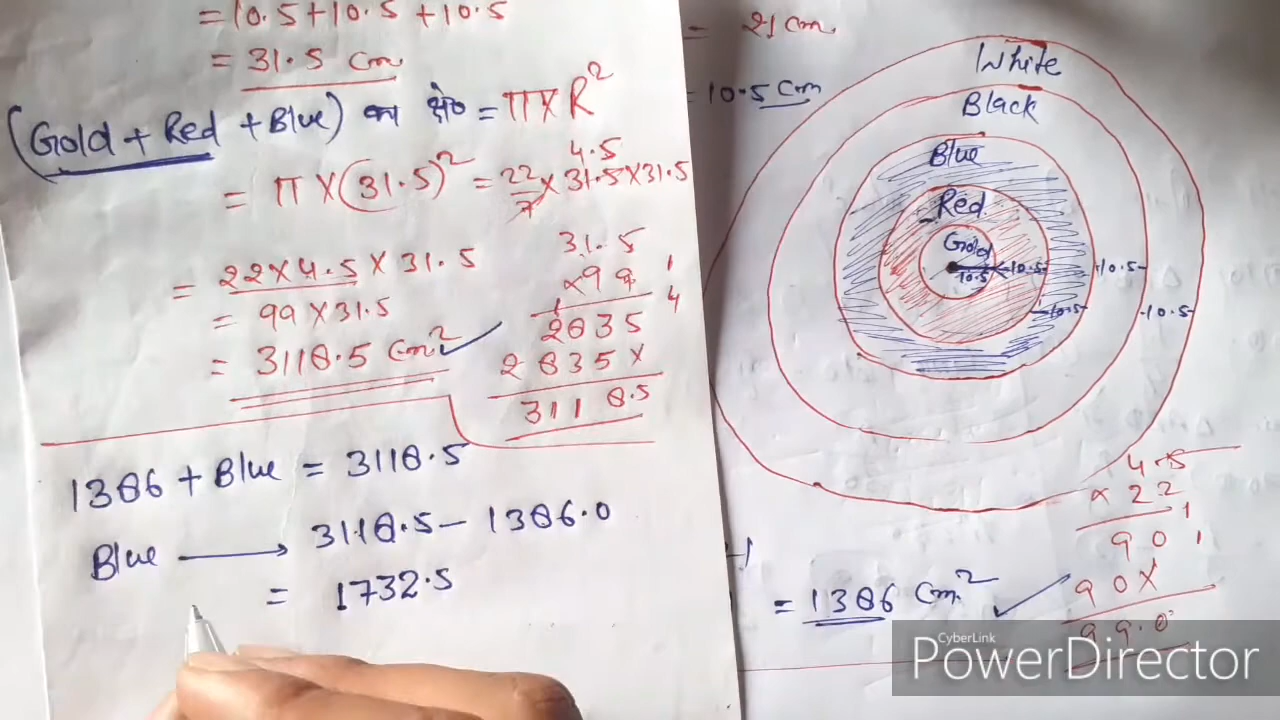 = 10.5 + 10.5 + 10.5
= 31.5 cm
(Gold + Red + Blue) का क्षे० = π × R²
= π × (31.5)² = 22/7 × 31.5 × 31.5
4.5
= 22 × 4.5 × 31.5
= 99 × 31.5
= 3118.5 cm²
31.5
× 99
2835
2835 ×
3118.5
1386 + Blue = 3118.5
Blue → 3118.5 – 1386.0
= 1732.5
= 21 cm
= 10.5 cm
White
Black
Blue
Red
Gold
10.5
10.5
10.5
10.5
10.5
4.5
× 22
90
90 ×
99.0
= 1386 cm²
CyberLink
PowerDirector